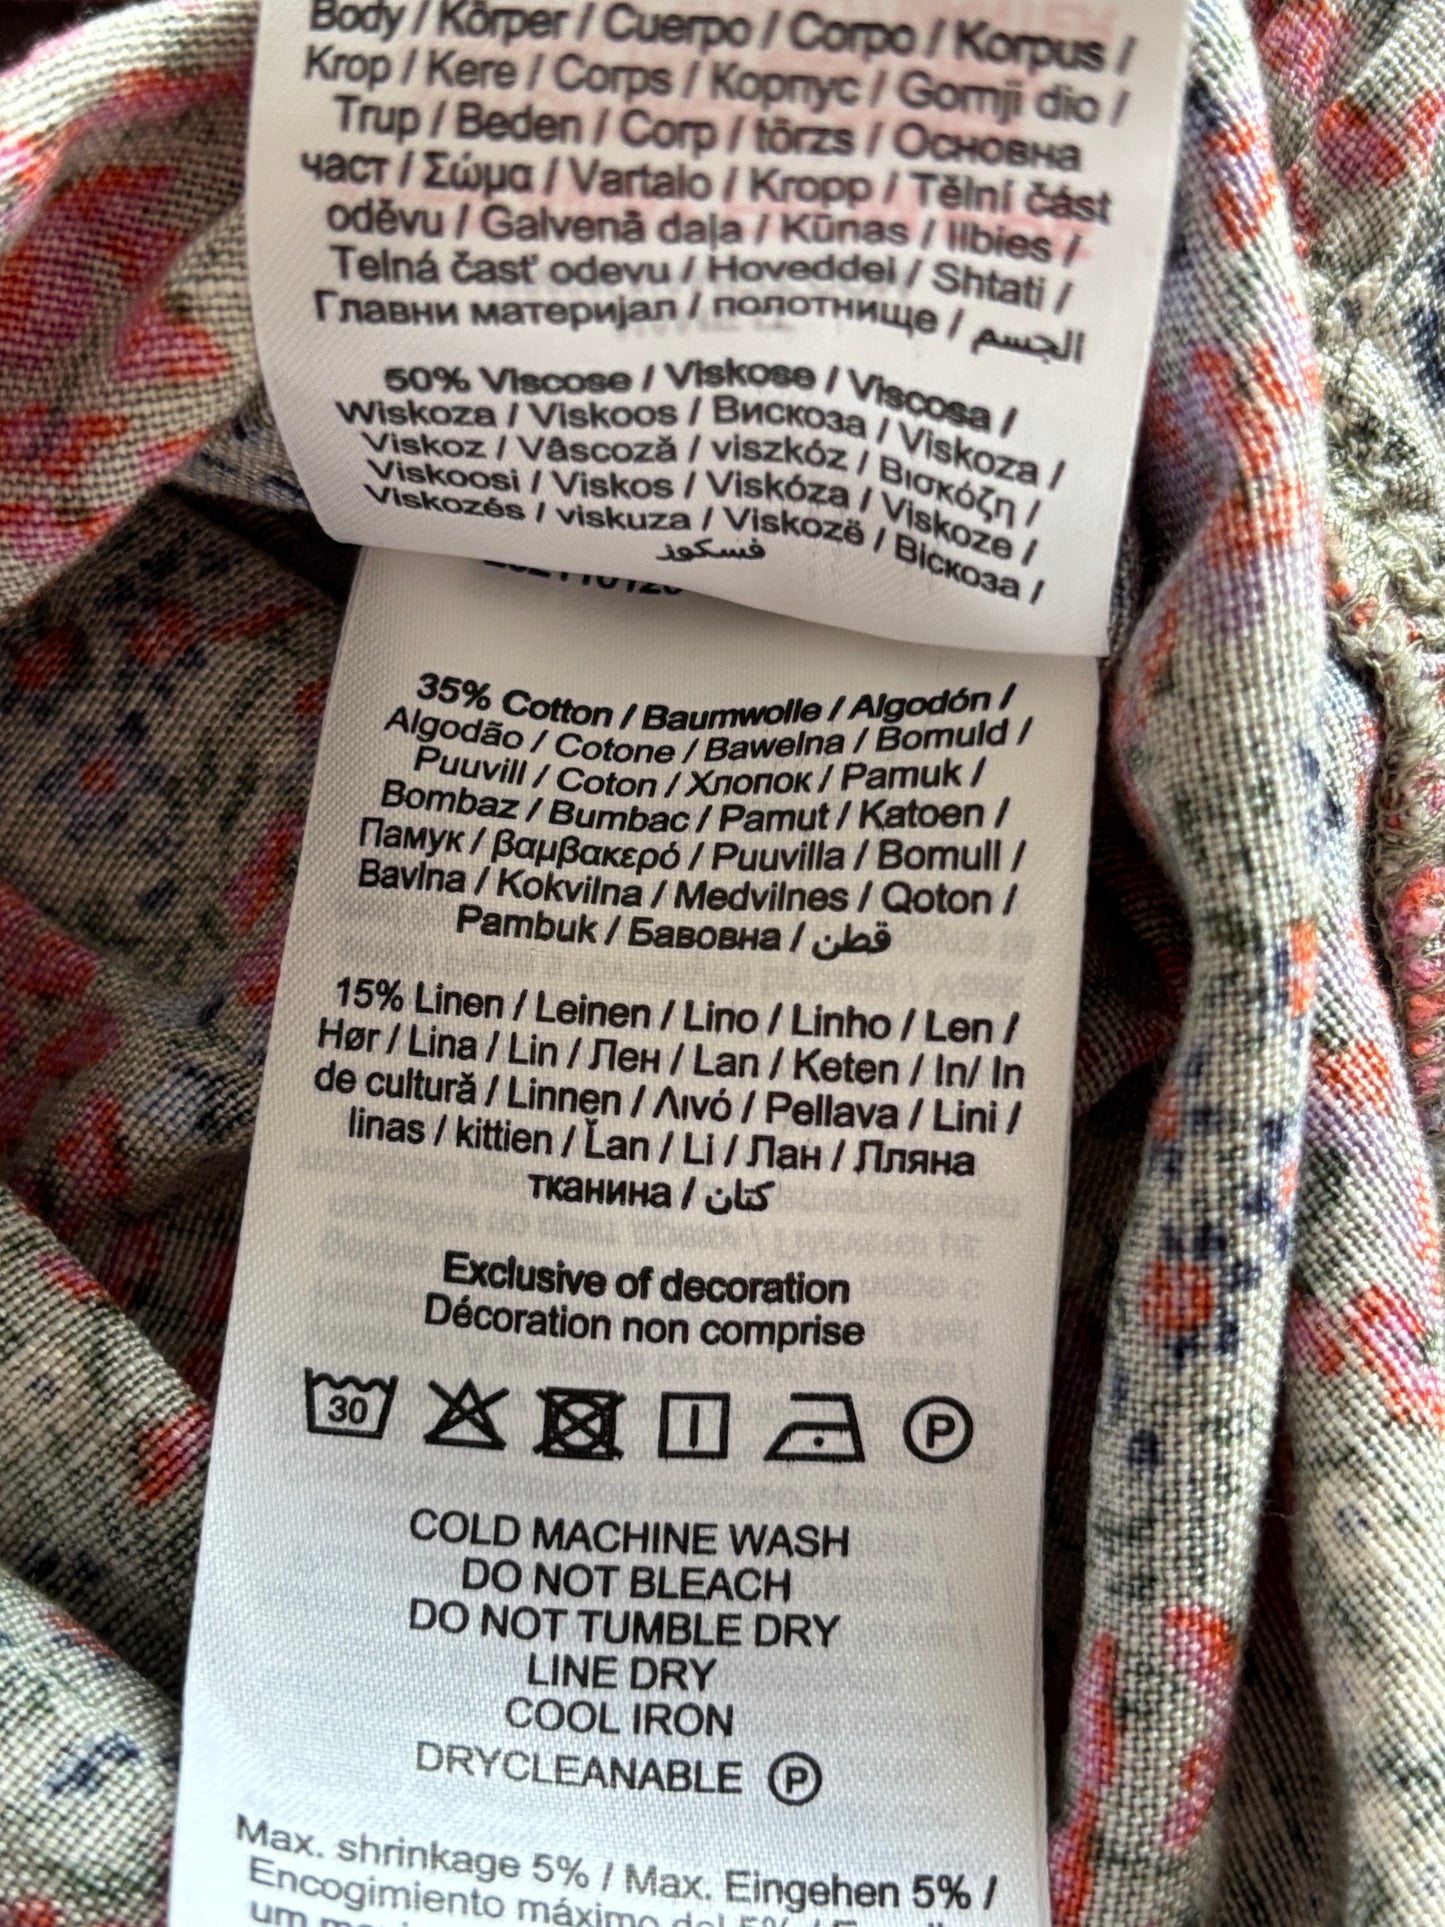 Body / Körper / Cuerpo / Corpo / Korpus /
Krop / Kere / Corps / Корпус / Gornji dio /
Trup / Beden / Corp / törzs / Основна
част / Σώμα / Vartalo / Kropp / Tělní část
oděvu / Galvenā daļa / Kūnas / Ilbies /
Telná časť odevu / Hoveddel / Shtati /
Главни материјал / полотнище / الجسم
50% Viscose / Viskose / Viscosa /
Wiskoza / Viskoos / Вискоза / Viskoza /
Viskoz / Vâscoză / viszkóz / Βισκόζη /
Viskoosi / Viskos / Viskóza / Viskoze /
Viskozės / viskuza / Viskozë / Віскоза /
فسكوز
35% Cotton / Baumwolle / Algodón /
Algodão / Cotone / Bawełna / Bomuld /
Puuvill / Coton / Хлопок / Pamuk /
Bombaz / Bumbac / Pamut / Katoen /
Памук / βαμβακερό / Puuvilla / Bomull /
Bavlna / Kokvilna / Medvilnes / Qoton /
Pambuk / Бавовна / قطن
15% Linen / Leinen / Lino / Linho / Len /
Hør / Lina / Lin / Лен / Lan / Keten / In/ In
de cultură / Linnen / Λινό / Pellava / Lini /
linas / kittien / Ľan / Li / Лан / Лляна
тканина / كتان
Exclusive of decoration
Décoration non comprise
30 P
COLD MACHINE WASH
DO NOT BLEACH
DO NOT TUMBLE DRY
LINE DRY
COOL IRON
DRYCLEANABLE P
Max. shrinkage 5% / Max. Eingehen 5% /
Encogimiento máximo del 5% /
um